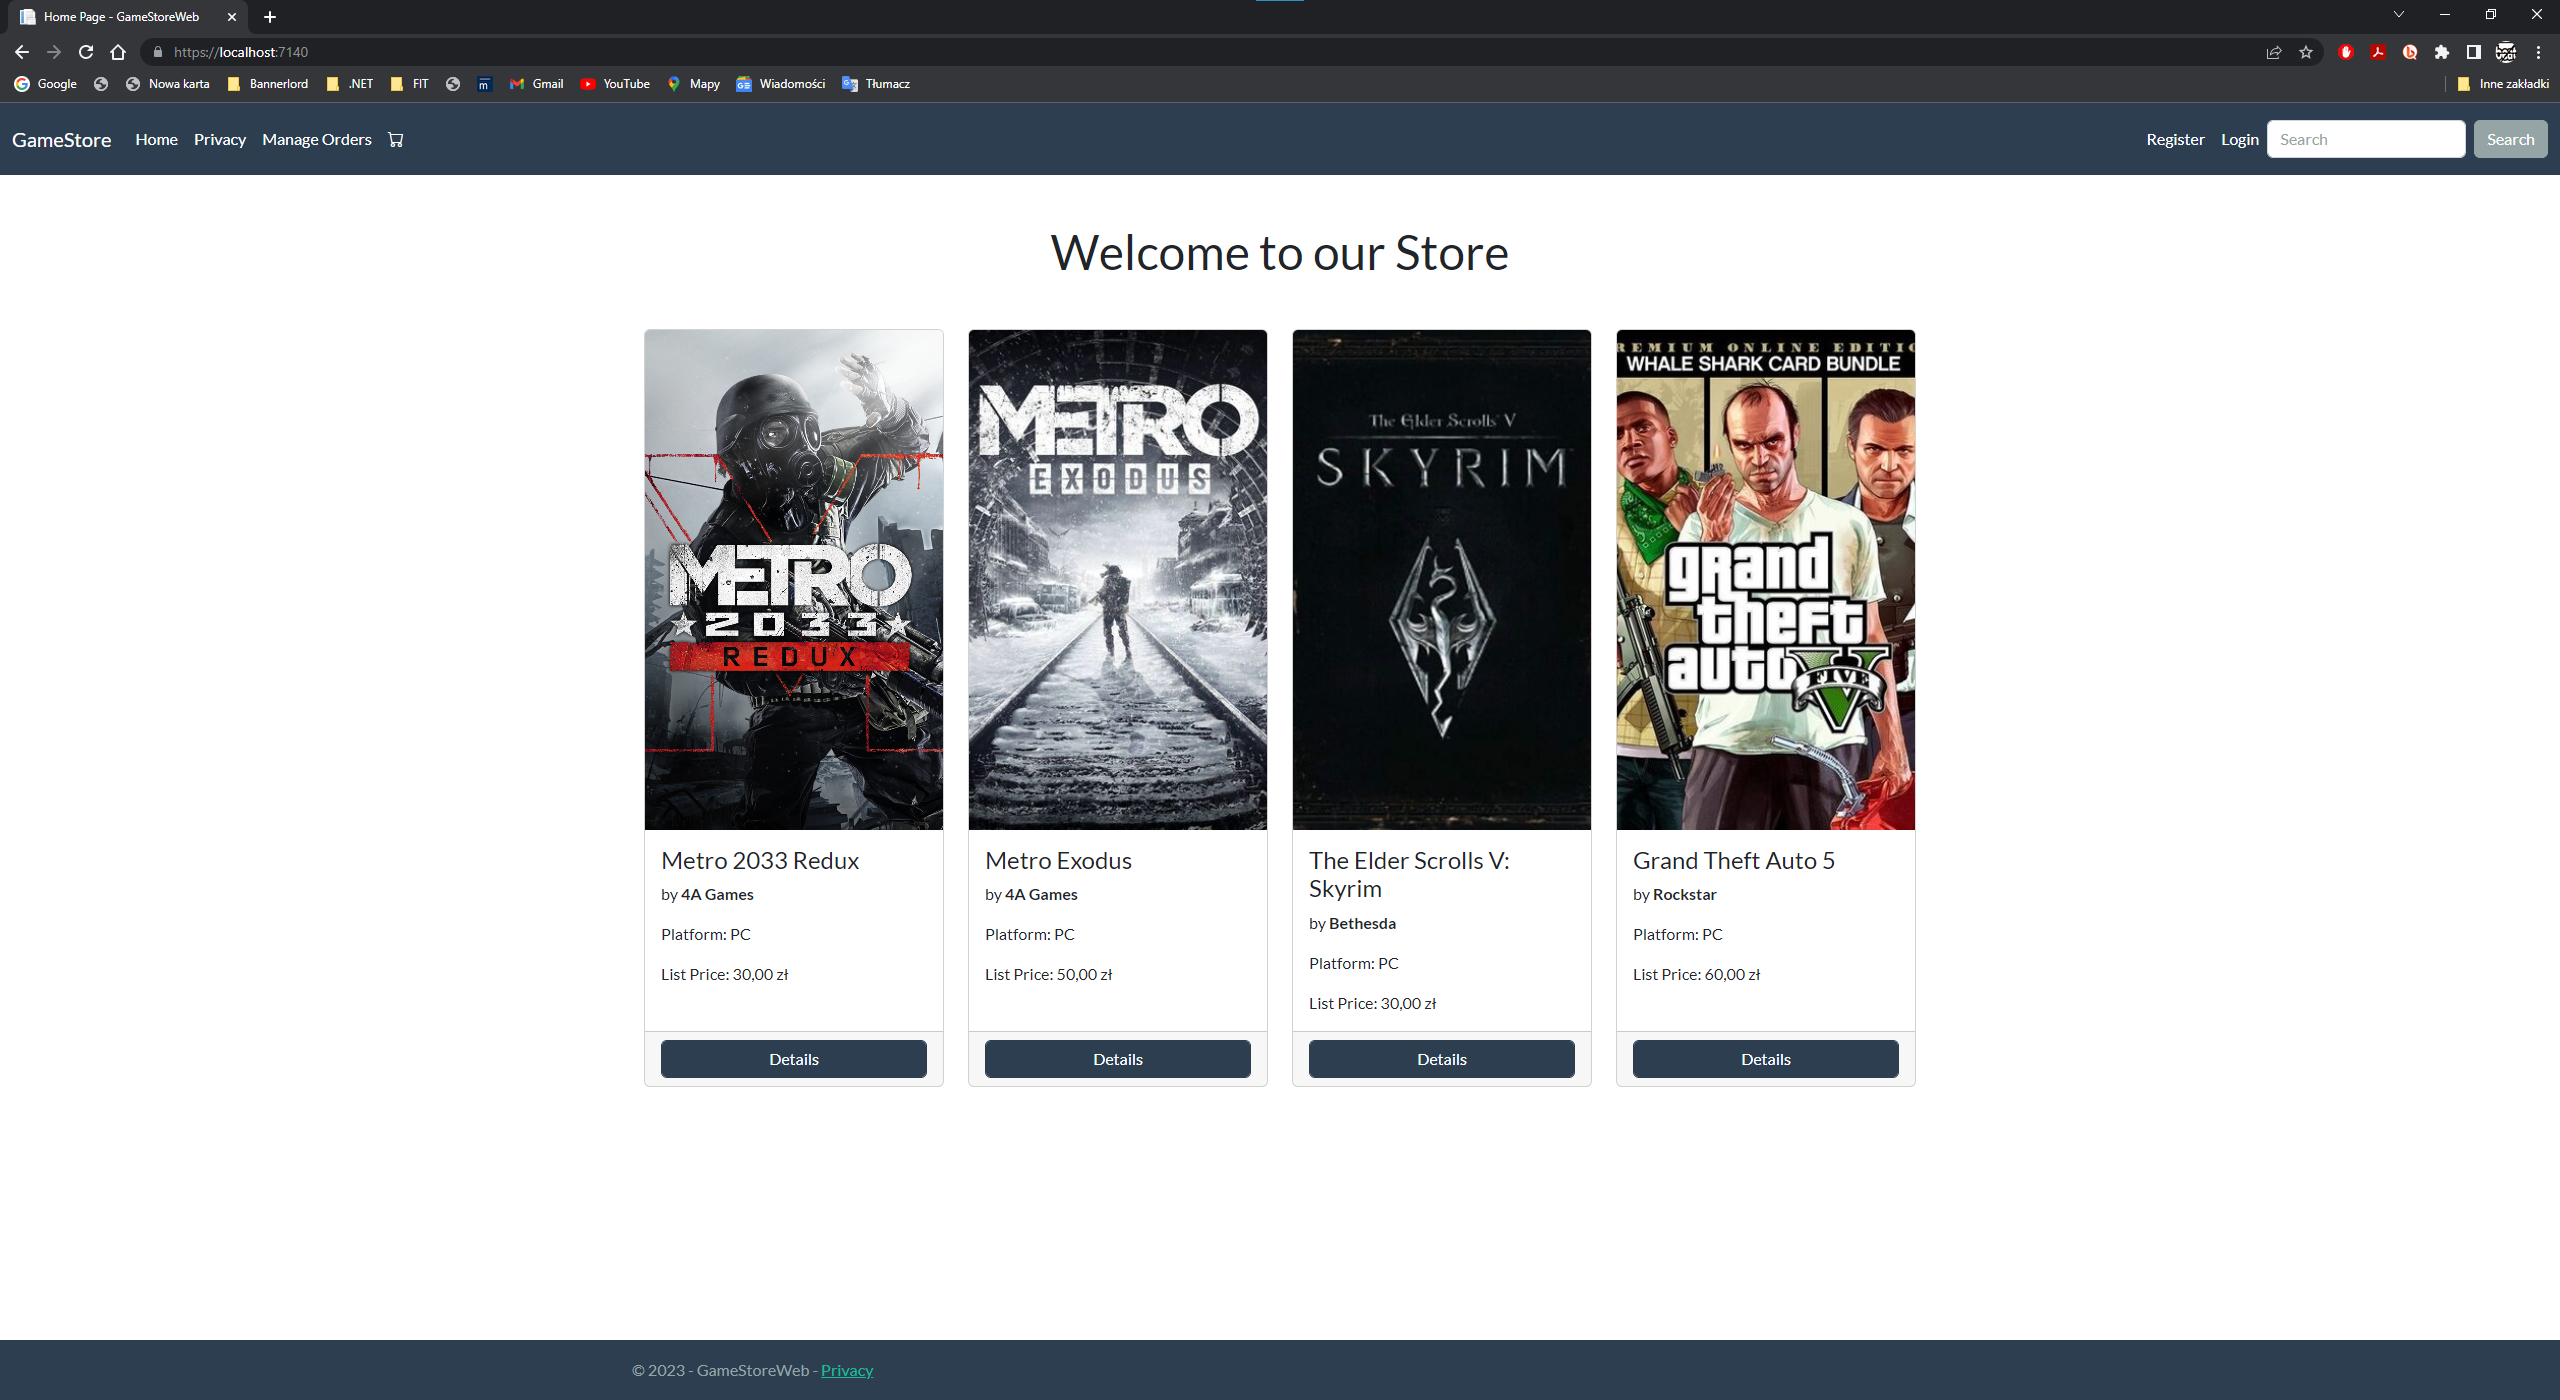 Home Page - GameStoreWeb
https://localhost:7140
Google
Nowa karta
Bannerlord
.NET
FIT
m
Gmail
YouTube
Mapy
Wiadomości
Tłumacz
Inne zakładki
GameStore Home Privacy Manage Orders
Register Login Search Search
Welcome to our Store
METRO
2033
REDUX
METRO
EXODUS
The Elder Scrolls V
SKYRIM
REMIUM ONLINE EDITIO
WHALE SHARK CARD BUNDLE
grand
theft
auto V
FIVE
Metro 2033 Redux
by 4A Games
Platform: PC
List Price: 30,00 zł
Details
Metro Exodus
by 4A Games
Platform: PC
List Price: 50,00 zł
Details
The Elder Scrolls V:
Skyrim
by Bethesda
Platform: PC
List Price: 30,00 zł
Details
Grand Theft Auto 5
by Rockstar
Platform: PC
List Price: 60,00 zł
Details
© 2023 - GameStoreWeb - Privacy